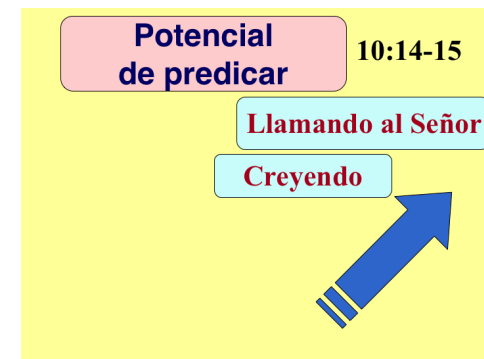 Potencial
de predicar
10:14-15
Llamando al Señor
Creyendo